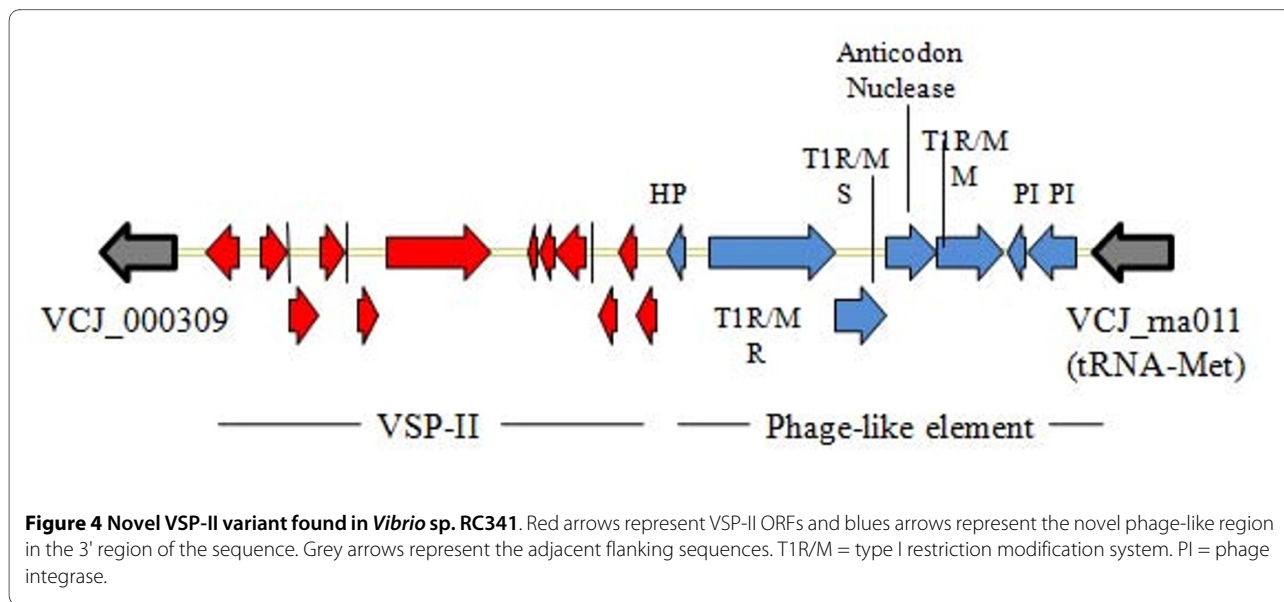 Anticodon
Nuclease
T1R/M
S
T1R/M
M
HP
PI PI
VCJ_000309
T1R/M
R
VCJ_rna011
(tRNA-Met)
VSP-II
Phage-like element
Figure 4 Novel VSP-II variant found in Vibrio sp. RC341. Red arrows represent VSP-II ORFs and blues arrows represent the novel phage-like region
in the 3' region of the sequence. Grey arrows represent the adjacent flanking sequences. T1R/M = type I restriction modification system. PI = phage
integrase.